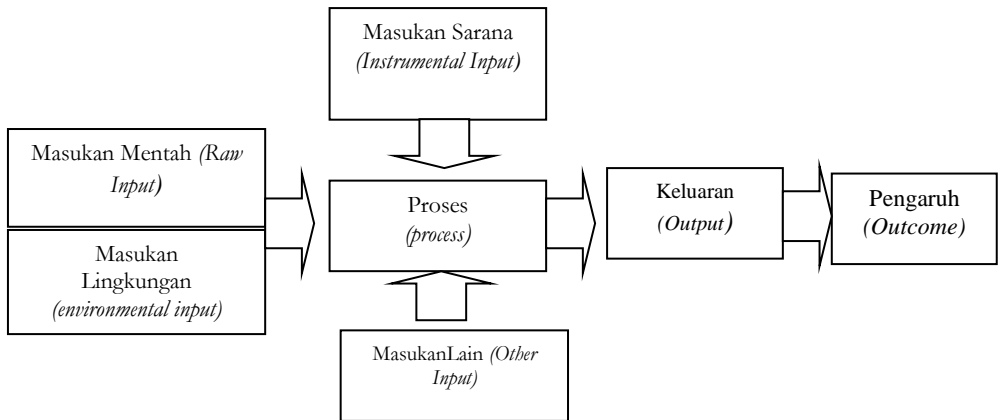 Masukan Sarana
(Instrumental Input)
Masukan Mentah (Raw
Input)
Masukan
Lingkungan
(environmental input)
Proses
(process)
Keluaran
(Output)
Pengaruh
(Outcome)
MasukanLain (Other
Input)